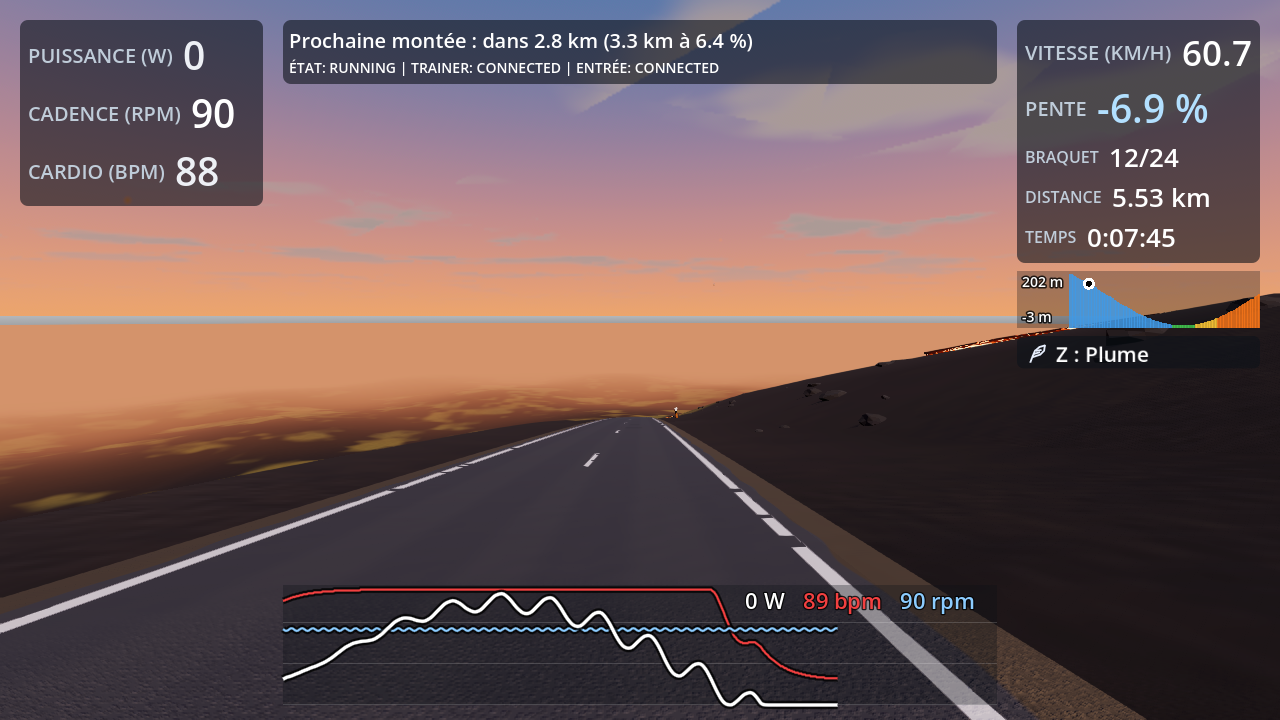 PUISSANCE (W) 0
CADENCE (RPM) 90
CARDIO (BPM) 88
Prochaine montée : dans 2.8 km (3.3 km à 6.4 %)
ÉTAT: RUNNING | TRAINER: CONNECTED | ENTRÉE: CONNECTED
VITESSE (KM/H) 60.7
PENTE -6.9 %
BRAQUET 12/24
DISTANCE 5.53 km
TEMPS 0:07:45
202 m
-3 m
Z : Plume
0 W 89 bpm 90 rpm